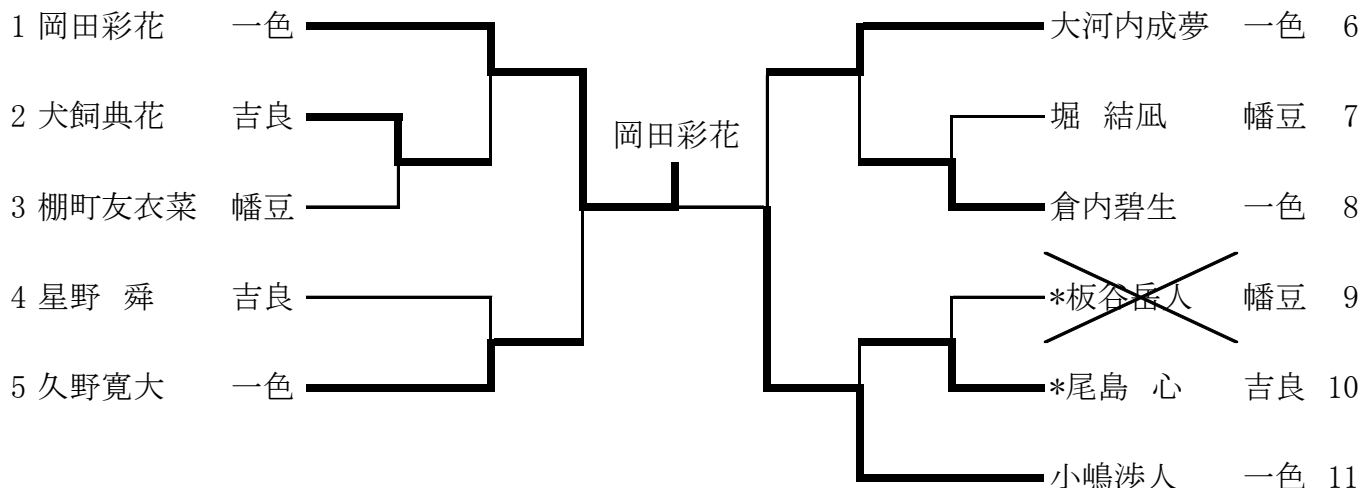 1 岡田彩花 一色
2 犬飼典花 吉良
3 棚町友衣菜 幡豆
4 星野 舜 吉良
5 久野寛大 一色
岡田彩花
大河内成夢 一色 6
堀 結凪 幡豆 7
倉内碧生 一色 8
*板谷岳人 幡豆 9
*尾島 心 吉良 10
小嶋渉人 一色 11